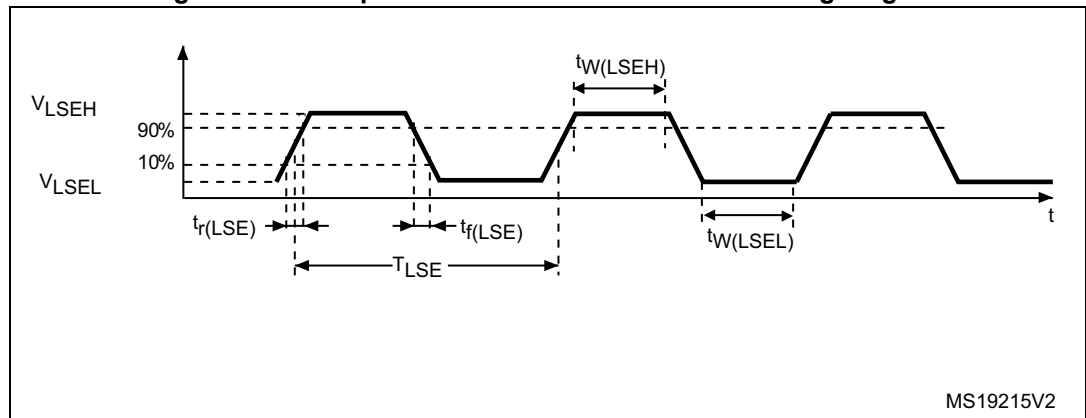 tW(LSEH)
VLSEH
90%
10%
VLSEL
t
tr(LSE)
tf(LSE)
tW(LSEL)
TLSE
MS19215V2